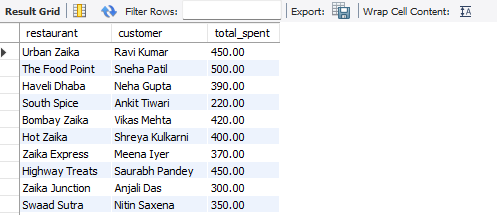 Result Grid Filter Rows: Export: Wrap Cell Content:
restaurant customer total_spent
Urban Zaika Ravi Kumar 450.00
The Food Point Sneha Patil 500.00
Haveli Dhaba Neha Gupta 390.00
South Spice Ankit Tiwari 220.00
Bombay Zaika Vikas Mehta 420.00
Hot Zaika Shreya Kulkarni 400.00
Zaika Express Meena Iyer 370.00
Highway Treats Saurabh Pandey 450.00
Zaika Junction Anjali Das 300.00
Swaad Sutra Nitin Saxena 350.00